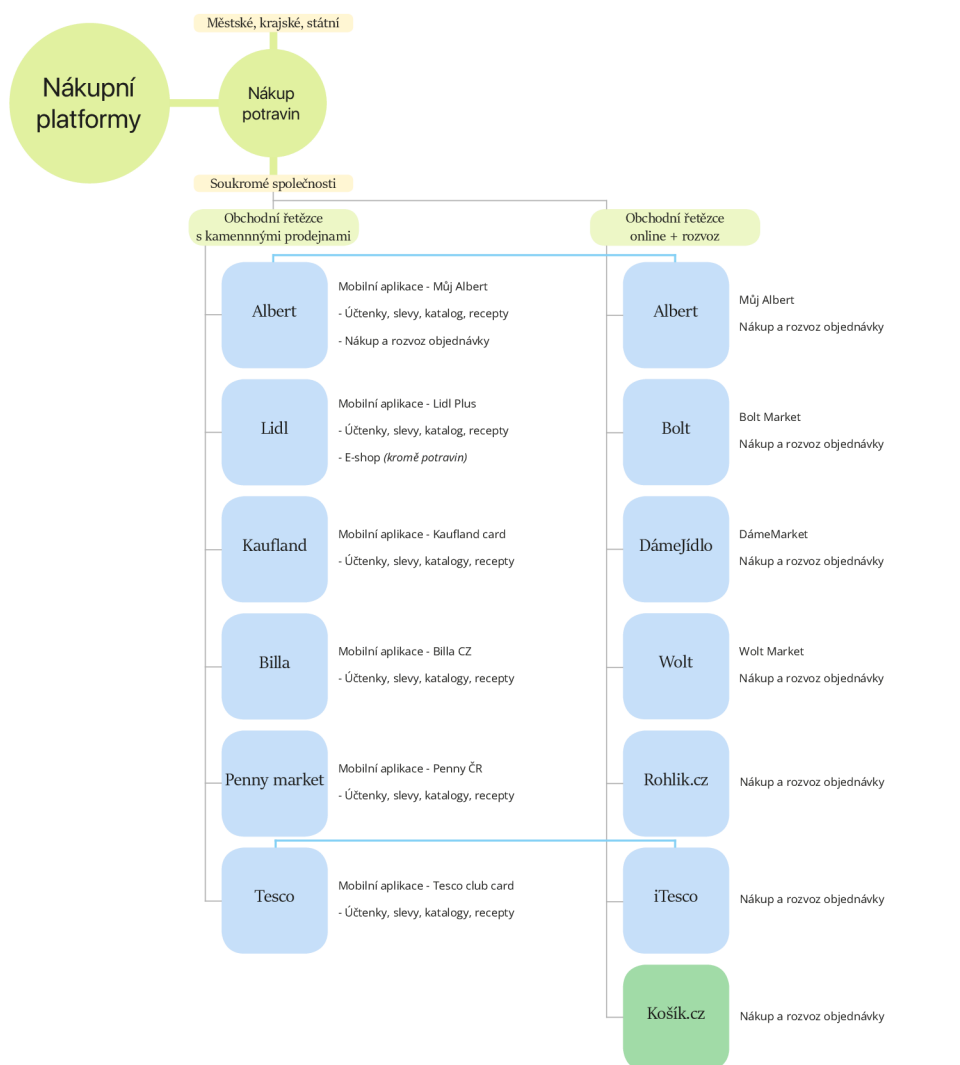 Městské, krajské, státní
Nákupní
platformy
Nákup
potravin
Soukromé společnosti
Obchodní řetězce
s kamennnými prodejnami
Albert
Mobilní aplikace - Můj Albert
- Účtenky, slevy, katalog, recepty
- Nákup a rozvoz objednávky
Lidl
Mobilní aplikace - Lidl Plus
- Účtenky, slevy, katalog, recepty
- E-shop (kromě potravin)
Kaufland
Mobilní aplikace - Kaufland card
- Účtenky, slevy, katalogy, recepty
Billa
Mobilní aplikace - Billa CZ
- Účtenky, slevy, katalogy, recepty
Penny market
Mobilní aplikace - Penny ČR
- Účtenky, slevy, katalogy, recepty
Tesco
Mobilní aplikace - Tesco club card
- Účtenky, slevy, katalogy, recepty
Obchodní řetězce
online + rozvoz
Albert
Můj Albert
Nákup a rozvoz objednávky
Bolt
Bolt Market
Nákup a rozvoz objednávky
DámeJídlo
DámeMarket
Nákup a rozvoz objednávky
Wolt
Wolt Market
Nákup a rozvoz objednávky
Rohlik.cz
Nákup a rozvoz objednávky
iTesco
Nákup a rozvoz objednávky
Košík.cz
Nákup a rozvoz objednávky